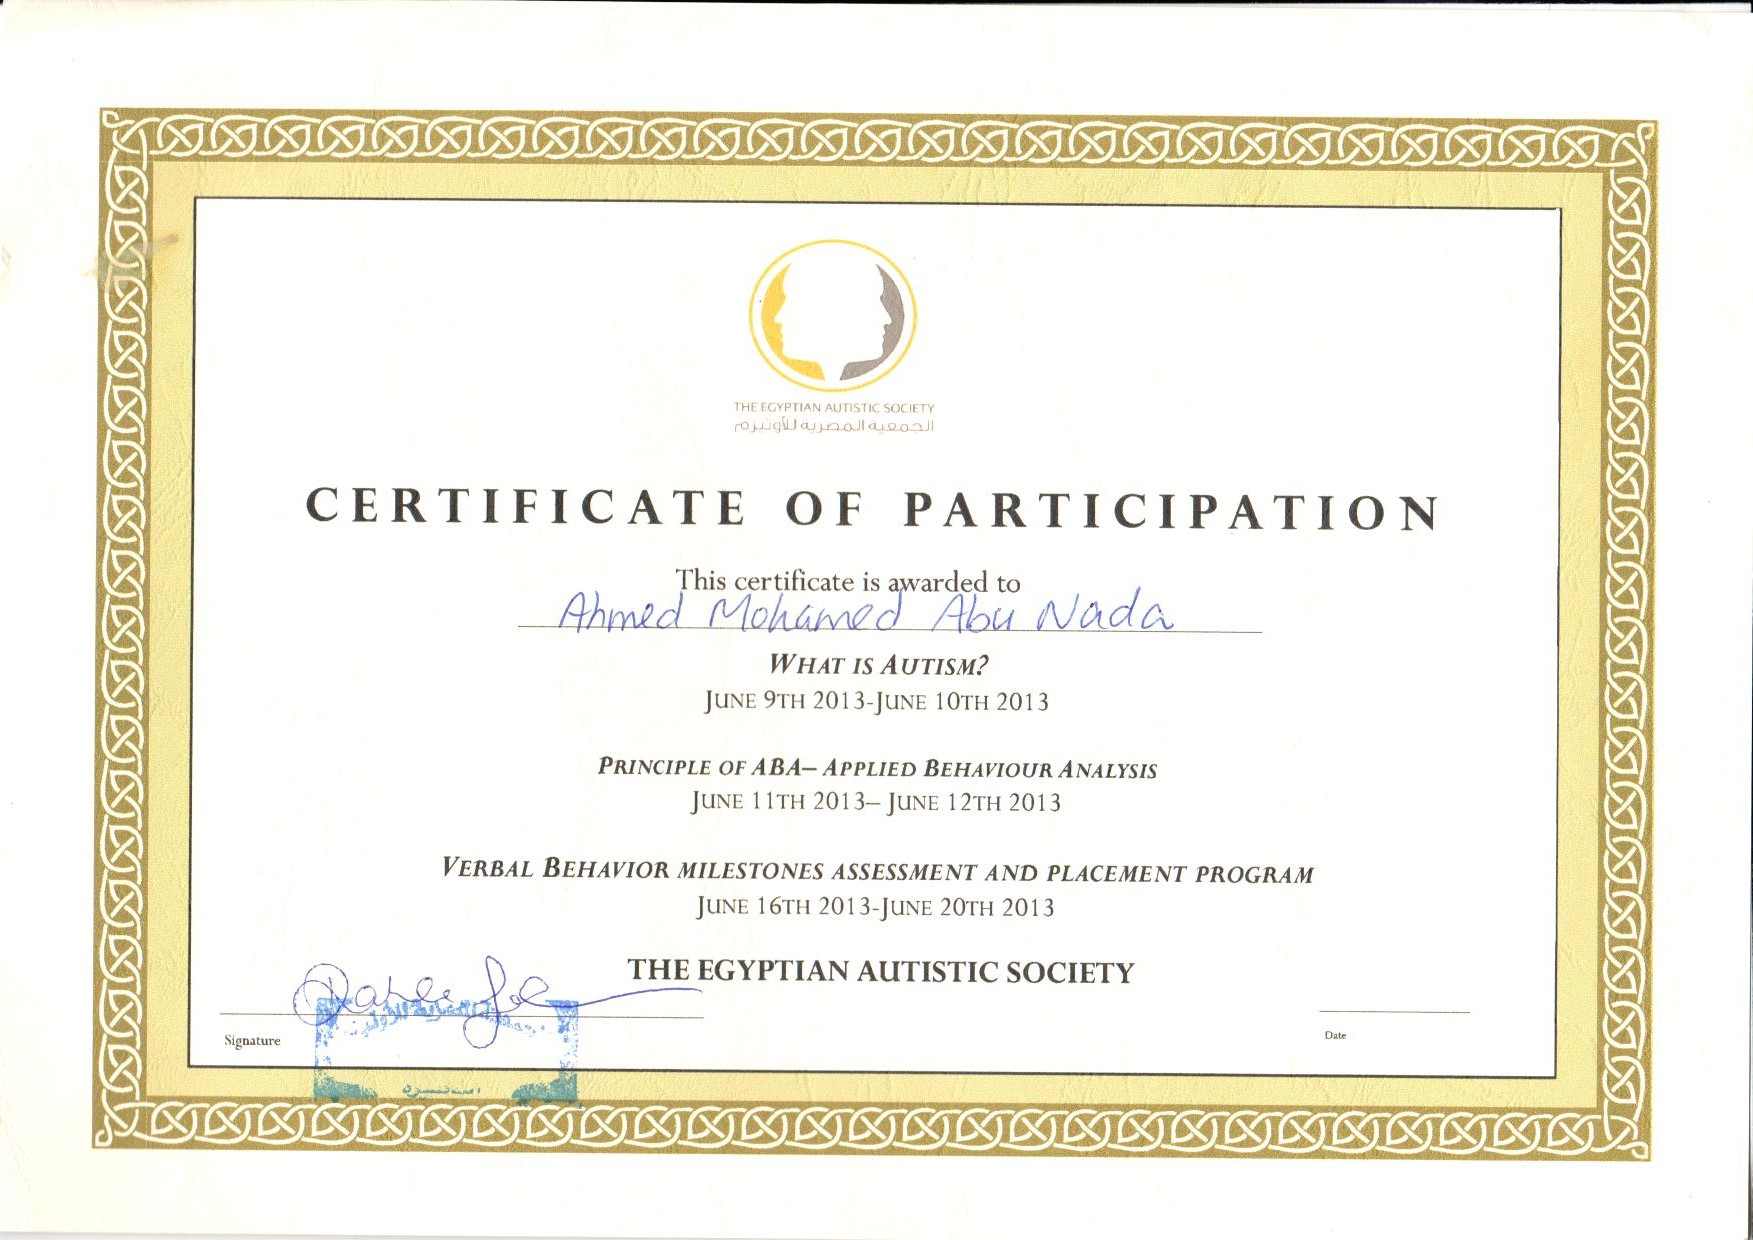 THE EGYPTIAN AUTISTIC SOCIETY
الجمعية المصرية للأوتيزم
CERTIFICATE OF PARTICIPATION
This certificate is awarded to
Ahmed Mohamed Abu Nada
WHAT IS AUTISM?
JUNE 9TH 2013-JUNE 10TH 2013
PRINCIPLE OF ABA– APPLIED BEHAVIOUR ANALYSIS
JUNE 11TH 2013– JUNE 12TH 2013
VERBAL BEHAVIOR MILESTONES ASSESSMENT AND PLACEMENT PROGRAM
JUNE 16TH 2013-JUNE 20TH 2013
THE EGYPTIAN AUTISTIC SOCIETY
Signature
Date